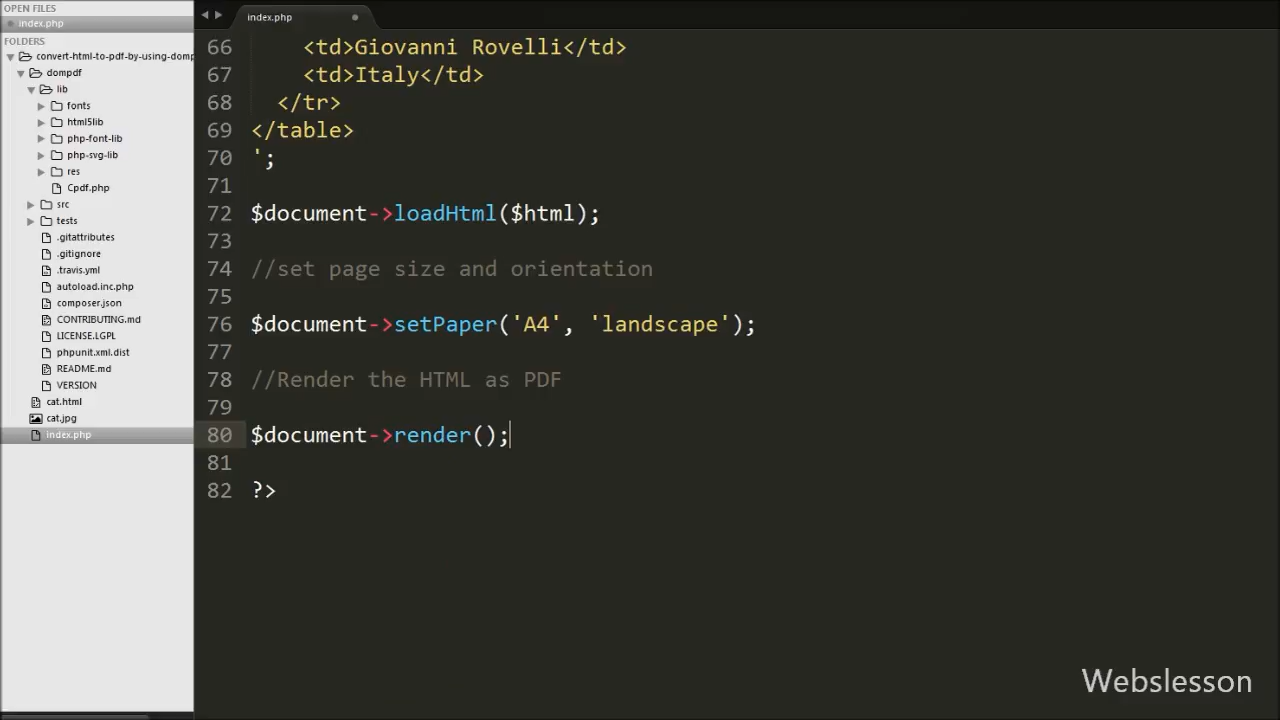 OPEN FILES
index.php
FOLDERS
convert-html-to-pdf-by-using-domp
dompdf
lib
fonts
html5lib
php-font-lib
php-svg-lib
res
Cpdf.php
src
tests
.gitattributes
.gitignore
.travis.yml
autoload.inc.php
composer.json
CONTRIBUTING.md
LICENSE.LGPL
phpunit.xml.dist
README.md
VERSION
cat.html
cat.jpg
index.php
index.php
66 <td>Giovanni Rovelli</td>
67 <td>Italy</td>
68 </tr>
69 </table>
70 ';
71
72 $document->loadHtml($html);
73
74 //set page size and orientation
75
76 $document->setPaper('A4', 'landscape');
77
78 //Render the HTML as PDF
79
80 $document->render();
81
82 ?>
Webslesson